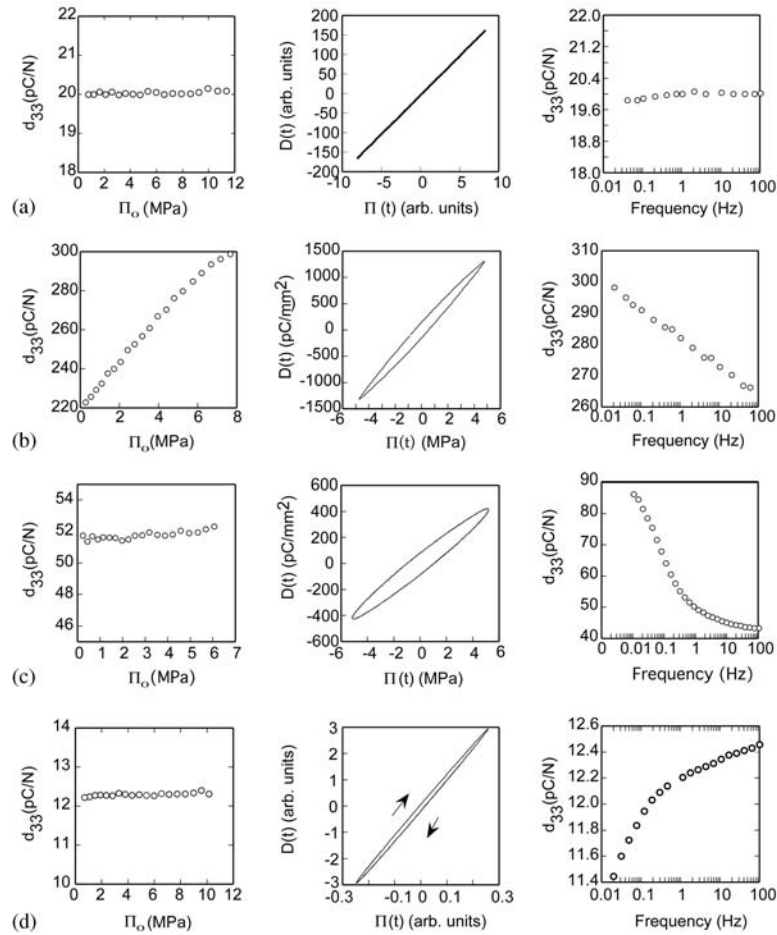 22
21
20
19
18
d33(pC/N)
0 2 4 6 8 10 12
Πo (MPa)
(a)
200
150
100
50
0
-50
-100
-150
200
D(t) (arb. units)
-10 -5 0 5 10
Π (t) (arb. units)
22.0
21.0
20.0
19.0
18.0
d33(pC/N)
0.01 0.1 1 10 100
Frequency (Hz)
300
280
260
240
220
d33(pC/N)
0 2 4 6 8
Πo(MPa)
(b)
1500
1000
500
0
-500
-1000
-1500
D(t) (pC/mm2)
-6 -4 -2 0 2 4 6
Π(t) (MPa)
310
300
290
280
270
260
d33(pC/N)
0.01 0.1 1 10 100
Frequency (Hz)
54
52
50
48
46
d33(pC/N)
0 1 2 3 4 5 6 7
Πo(MPa)
(c)
600
400
200
0
-200
-400
-600
D(t) (pC/mm2)
-6 -4 -2 0 2 4 6
Π(t) (MPa)
90
80
70
60
50
40
d33(pC/N)
0.01 0.1 1 10 100
Frequency (Hz)
14
13
12
11
10
d33(pC/N)
0 2 4 6 8 10 12
Πo(MPa)
(d)
3
2
1
0
-1
-2
-3
D(t) (arb. units)
-0.3 -0.1 0.1 0.3
Π(t) (arb. units)
12.6
12.4
12.2
12.0
11.8
11.6
11.4
d33(pC/N)
0.01 0.1 1 10 100
Frequency (Hz)